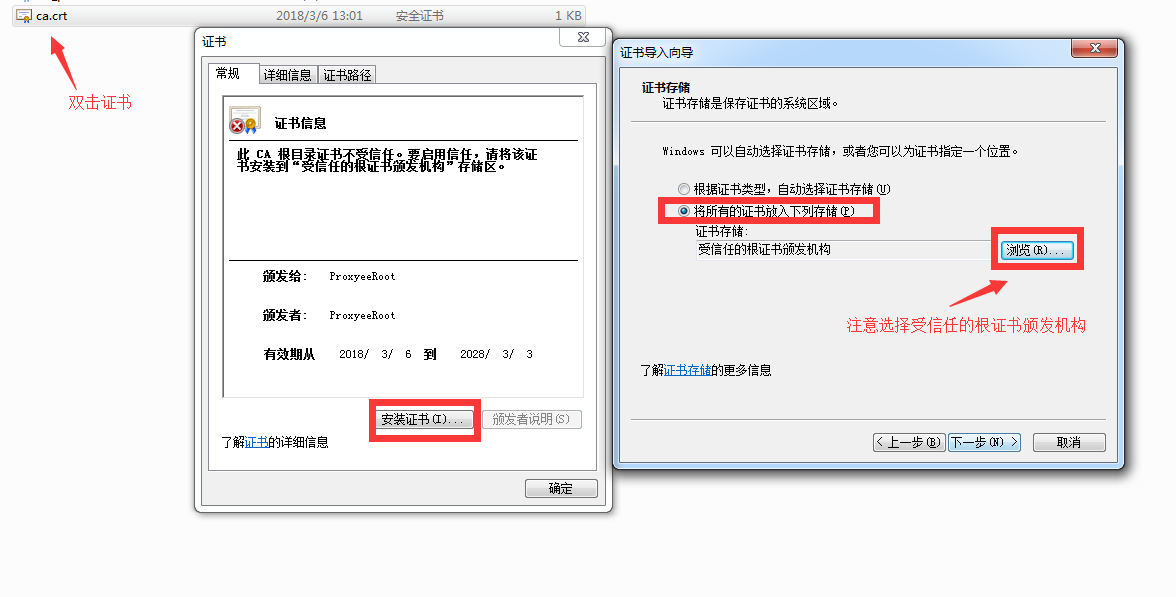 ca.crt 2018/3/6 13:01 安全证书 1 KB
双击证书
证书
常规 详细信息 证书路径
证书信息
此 CA 根目录证书不受信任。要启用信任，请将该证
书安装到“受信任的根证书颁发机构”存储区。
颁发给: ProxyeeRoot
颁发者: ProxyeeRoot
有效期从 2018/ 3/ 6 到 2028/ 3/ 3
安装证书(I)... 颁发者说明(S)
了解证书的详细信息
确定
证书导入向导
证书存储
证书存储是保存证书的系统区域。
Windows 可以自动选择证书存储，或者您可以为证书指定一个位置。
根据证书类型，自动选择证书存储(U)
将所有的证书放入下列存储(P)
证书存储:
受信任的根证书颁发机构 浏览(R)...
注意选择受信任的根证书颁发机构
了解证书存储的更多信息
< 上一步(B) 下一步(N) > 取消